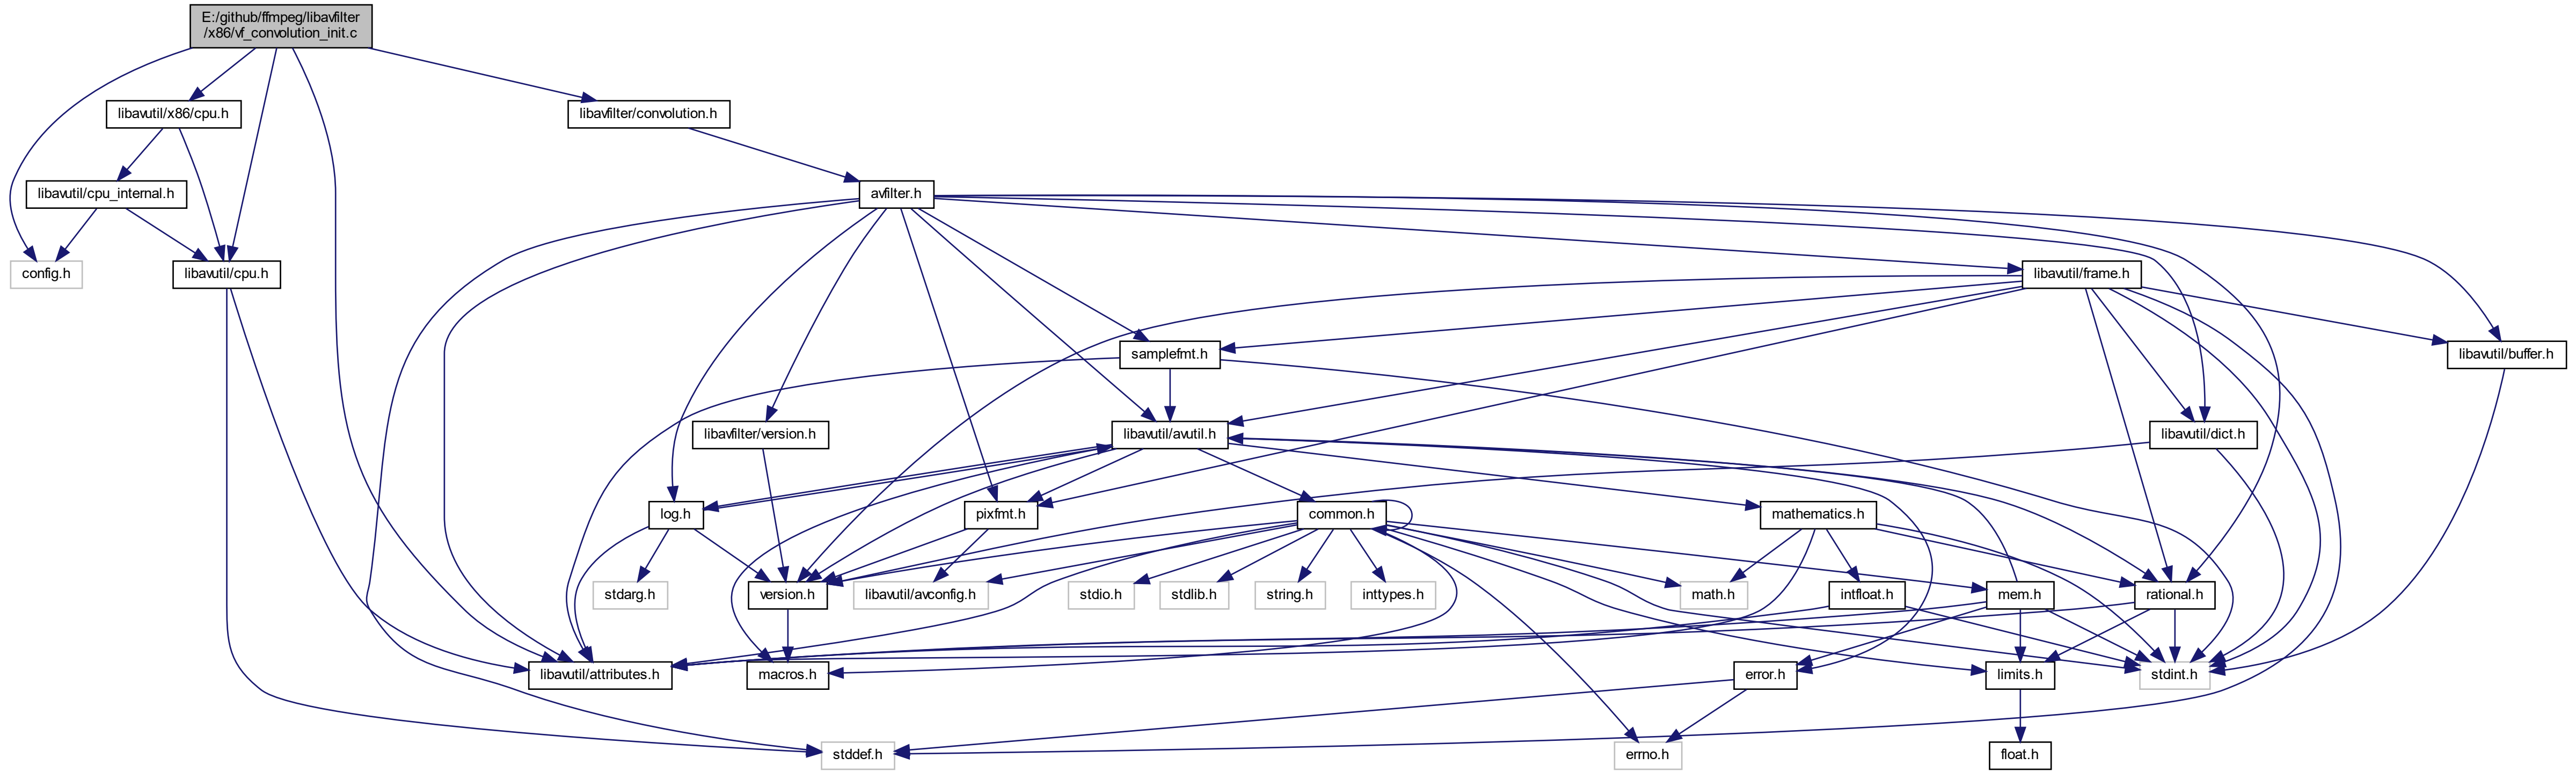 E:/github/ffmpeg/libavfilter
/x86/vf_convolution_init.c
libavutil/x86/cpu.h
libavfilter/convolution.h
libavutil/cpu_internal.h
avfilter.h
config.h
libavutil/cpu.h
libavutil/frame.h
samplefmt.h
libavutil/buffer.h
libavfilter/version.h
libavutil/avutil.h
libavutil/dict.h
log.h
pixfmt.h
common.h
mathematics.h
stdarg.h
version.h
libavutil/avconfig.h
stdio.h
stdlib.h
string.h
inttypes.h
math.h
intfloat.h
mem.h
rational.h
libavutil/attributes.h
macros.h
error.h
limits.h
stdint.h
stddef.h
errno.h
float.h